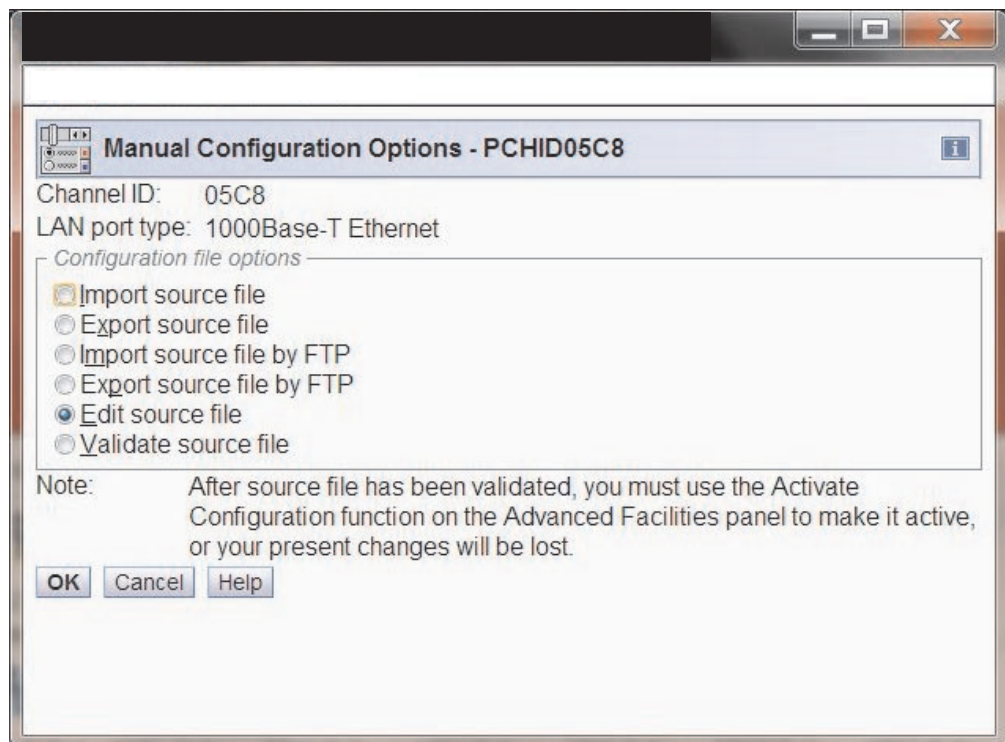 Manual Configuration Options - PCHID05C8
i
Channel ID: 05C8
LAN port type: 1000Base-T Ethernet
Configuration file options
Import source file
Export source file
Import source file by FTP
Export source file by FTP
Edit source file
Validate source file
Note: After source file has been validated, you must use the Activate
Configuration function on the Advanced Facilities panel to make it active,
or your present changes will be lost.
OK Cancel Help